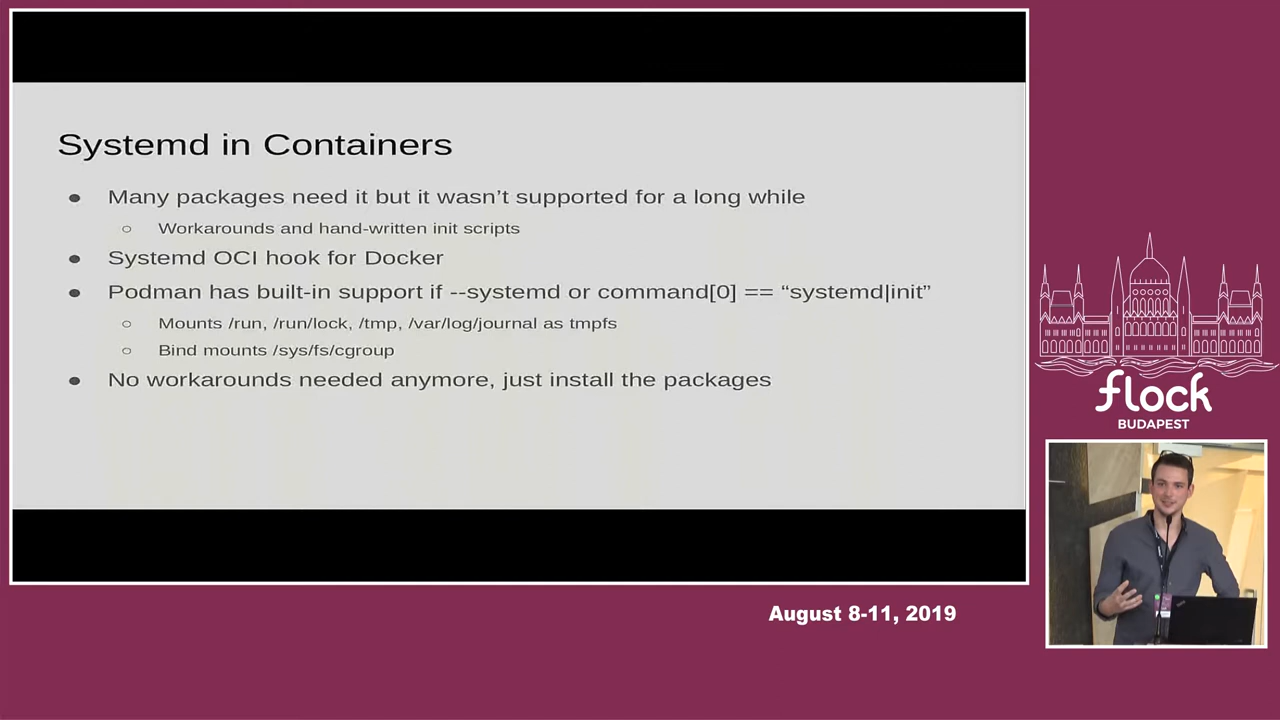 Systemd in Containers
● Many packages need it but it wasn’t supported for a long while
○ Workarounds and hand-written init scripts
● Systemd OCI hook for Docker
● Podman has built-in support if --systemd or command[0] == “systemd|init”
○ Mounts /run, /run/lock, /tmp, /var/log/journal as tmpfs
○ Bind mounts /sys/fs/cgroup
● No workarounds needed anymore, just install the packages
flock
BUDAPEST
August 8-11, 2019